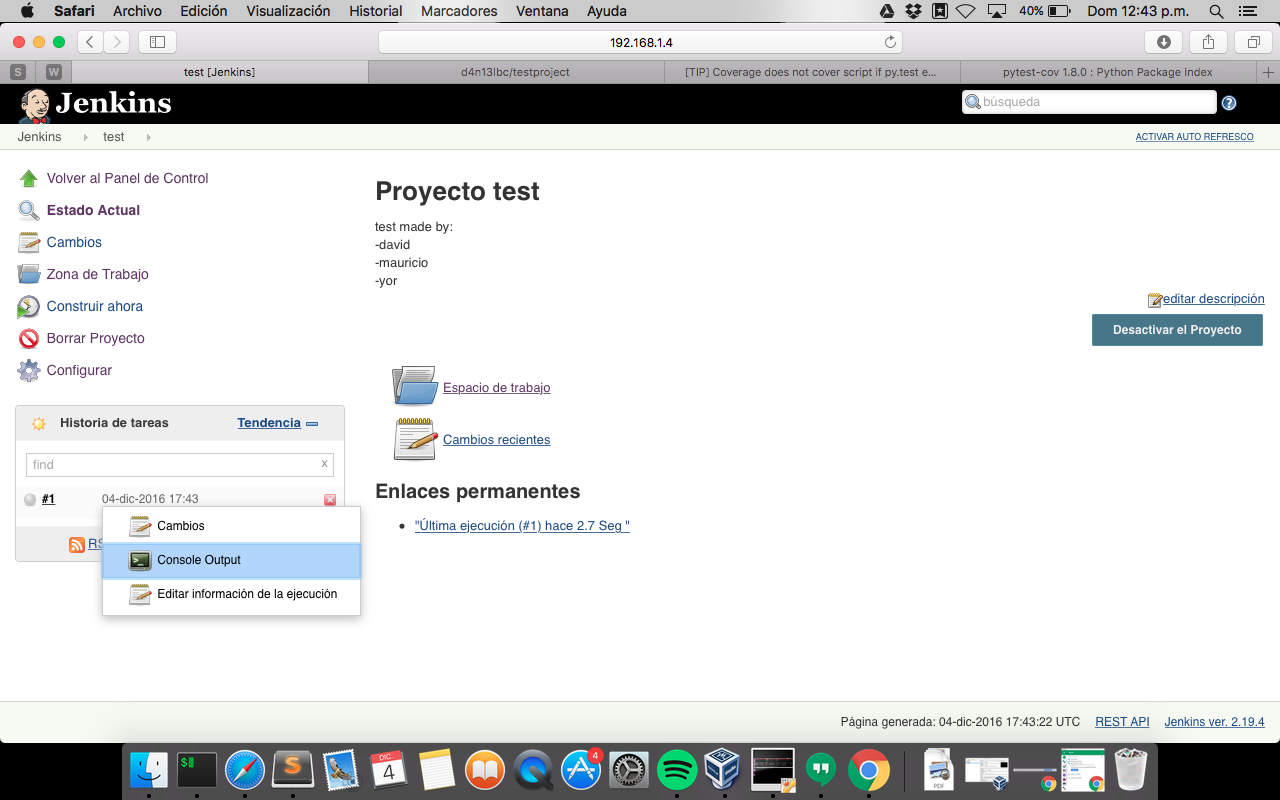 Safari Archivo Edición Visualización Historial Marcadores Ventana Ayuda 40% Dom 12:43 p.m.
192.168.1.4
S W test [Jenkins] d4n13lbc/testproject [TIP] Coverage does not cover script if py.test e... pytest-cov 1.8.0 : Python Package Index
Jenkins búsqueda
Jenkins test ACTIVAR AUTO REFRESCO
Volver al Panel de Control
Estado Actual
Cambios
Zona de Trabajo
Construir ahora
Borrar Proyecto
Configurar
Historia de tareas Tendencia
find x
#1 04-dic-2016 17:43
RS
Cambios
Console Output
Editar información de la ejecución
Proyecto test
test made by:
-david
-mauricio
-yor
editar descripción
Desactivar el Proyecto
Espacio de trabajo
Cambios recientes
Enlaces permanentes
"Última ejecución (#1) hace 2.7 Seg "
Página generada: 04-dic-2016 17:43:22 UTC REST API Jenkins ver. 2.19.4
DIC. 4
4
PDF